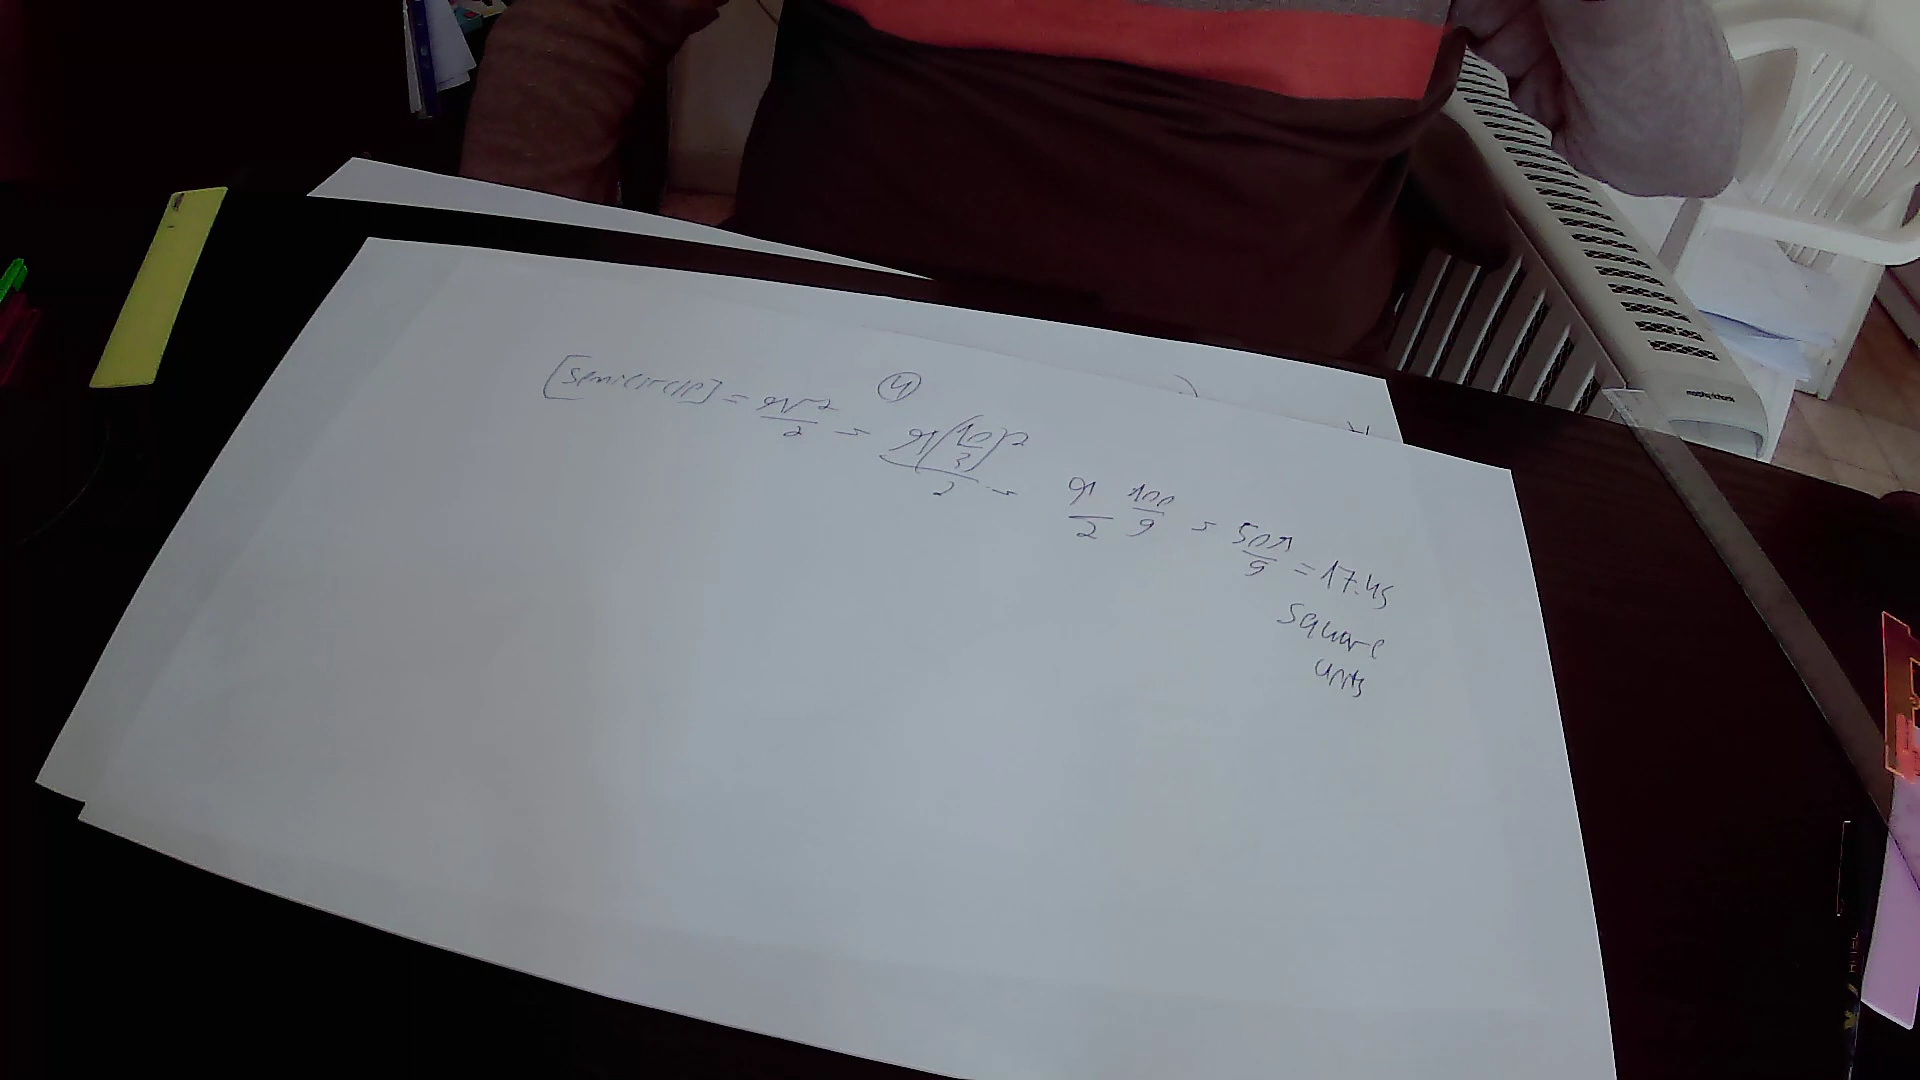 ④
[semicircle] = πr²/2 = π(10/3)²/2 = π/2 100/9 = 50π/9 = 17.45
square
units